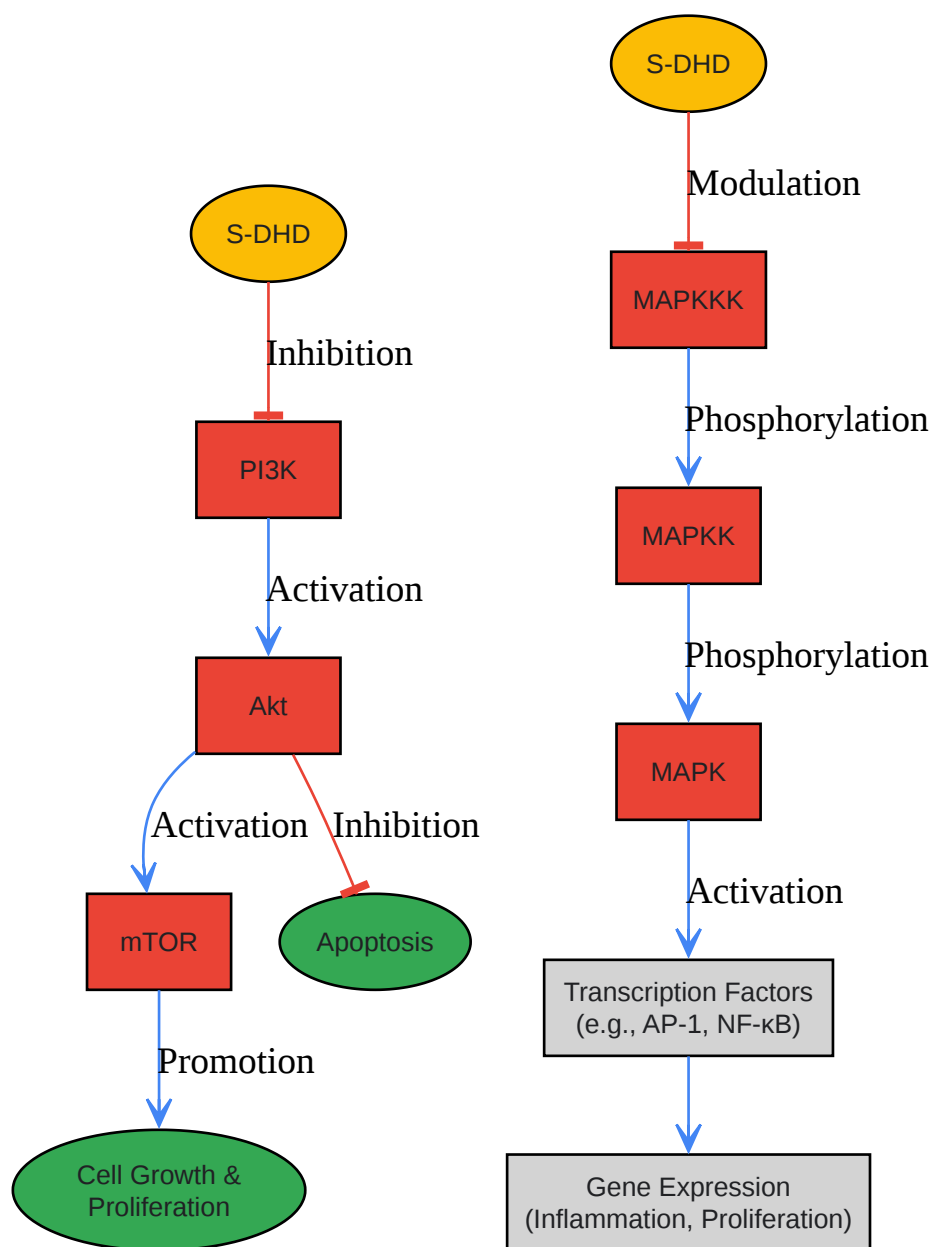 S-DHD
Inhibition
PI3K
Activation
Akt
Activation
Inhibition
mTOR
Apoptosis
Promotion
Cell Growth &
Proliferation
S-DHD
Modulation
MAPKKK
Phosphorylation
MAPKK
Phosphorylation
MAPK
Activation
Transcription Factors
(e.g., AP-1, NF-κB)
Gene Expression
(Inflammation, Proliferation)